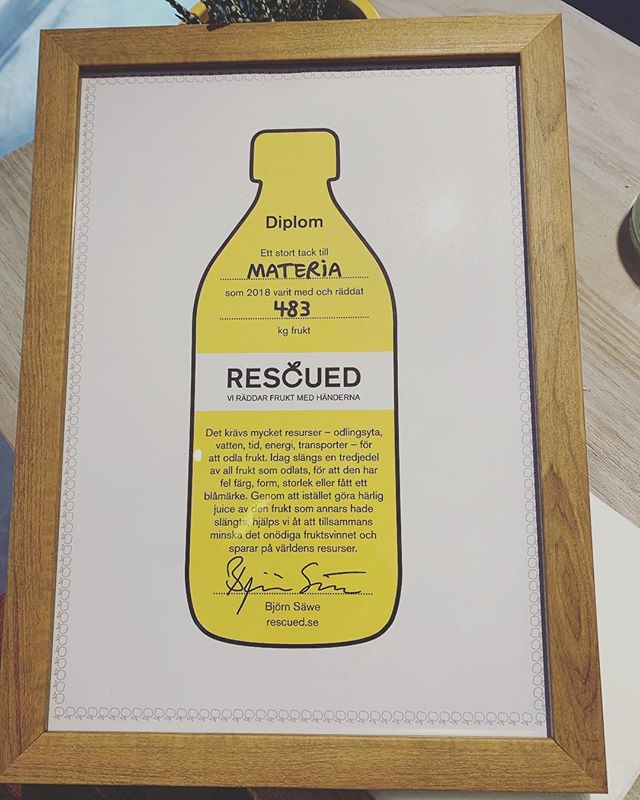 Diplom
Ett stort tack till
MATERIA
som 2018 varit med och räddat
483
kg frukt
RESCUED
VI RÄDDAR FRUKT MED HÄNDERNA
Det krävs mycket resurser – odlingsyta,
vatten, tid, energi, transporter – för
att odla frukt. Idag slängs en tredjedel
av all frukt som odlats, för att den har
fel färg, form, storlek eller fått ett
blåmärke. Genom att istället göra härlig
juice av den frukt som annars hade
slängts, hjälps vi åt att tillsammans
minska det onödiga fruktsvinnet och
sparar på världens resurser.
Björn Säwe
Björn Säwe
rescued.se